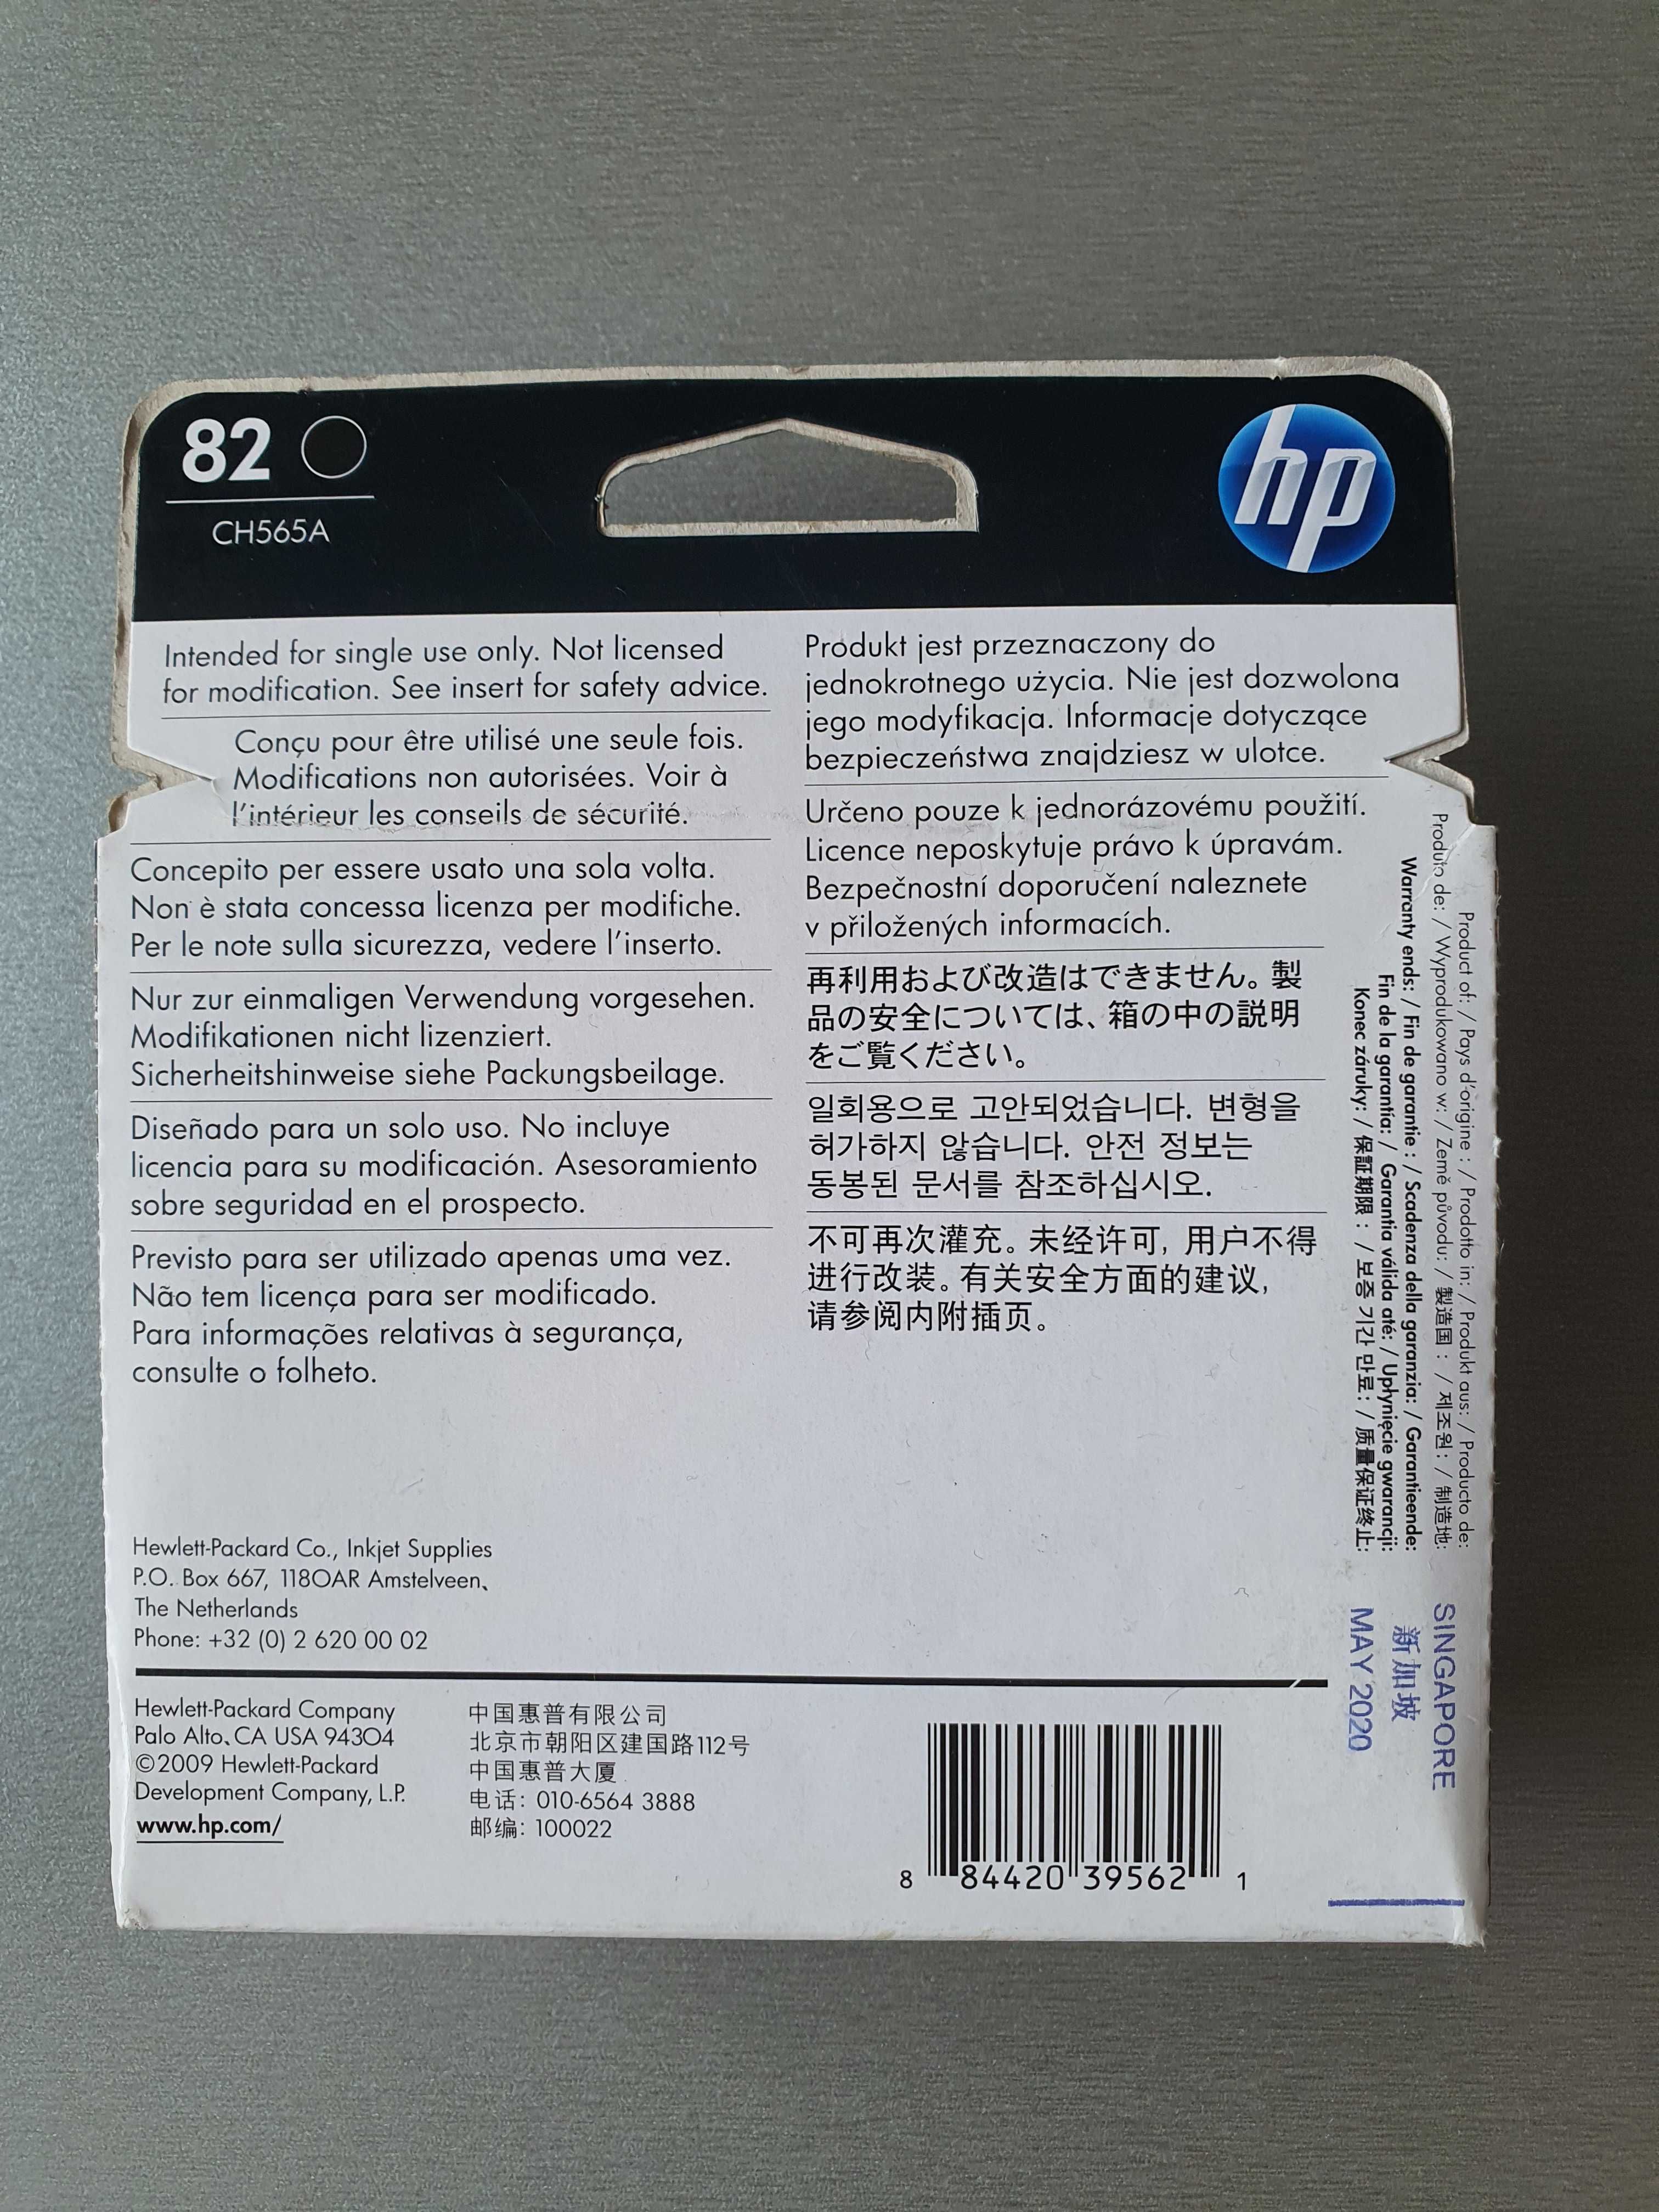 82
CH565A
hp
Intended for single use only. Not licensed
for modification. See insert for safety advice.
Conçu pour être utilisé une seule fois.
Modifications non autorisées. Voir à
l'intérieur les conseils de sécurité.
Concepito per essere usato una sola volta.
Non è stata concessa licenza per modifiche.
Per le note sulla sicurezza, vedere l'inserto.
Nur zur einmaligen Verwendung vorgesehen.
Modifikationen nicht lizenziert.
Sicherheitshinweise siehe Packungsbeilage.
Diseñado para un solo uso. No incluye
licencia para su modificación. Asesoramiento
sobre seguridad en el prospecto.
Previsto para ser utilizado apenas uma vez.
Não tem licença para ser modificado.
Para informações relativas à segurança,
consulte o folheto.
Produkt jest przeznaczony do
jednokrotnego użycia. Nie jest dozwolona
jego modyfikacja. Informacje dotyczące
bezpieczeństwa znajdziesz w ulotce.
Určeno pouze k jednorázovému použití.
Licence neposkytuje právo k úpravám.
Bezpečnostní doporučení naleznete
v přiložených informacích.
再利用および改造はできません。製
品の安全については、箱の中の説明
をご覧ください。
일회용으로 고안되었습니다. 변형을
허가하지 않습니다. 안전 정보는
동봉된 문서를 참조하십시오.
不可再次灌充。未经许可, 用户不得
进行改装。有关安全方面的建议,
请参阅内附插页。
Product of: / Pays d'origine : / Prodotto in: / Produkt aus: / Producto de:
Produto de: / Wyprodukowano w: / Země původu: / 製造国 : / 제조원 : / 制造地:
Warranty ends: / Fin de garantie : / Scadenza della garanzia: / Garantieende:
Fin de la garantía: / Garantia válida até: / Upłynięcie gwarancji:
Konec záruky: / 保証期限 : / 보증 기간 만료: / 质量保证终止:
SINGAPORE
新加坡
MAY 2020
Hewlett-Packard Co., Inkjet Supplies
P.O. Box 667, 1180AR Amstelveen、
The Netherlands
Phone: +32 (0) 2 620 00 02
Hewlett-Packard Company
Palo Alto、CA USA 94304
©2009 Hewlett-Packard
Development Company, L.P.
www.hp.com/
中国惠普有限公司
北京市朝阳区建国路112号
中国惠普大厦
电话: 010-6564 3888
邮编: 100022
8 84420 39562 1